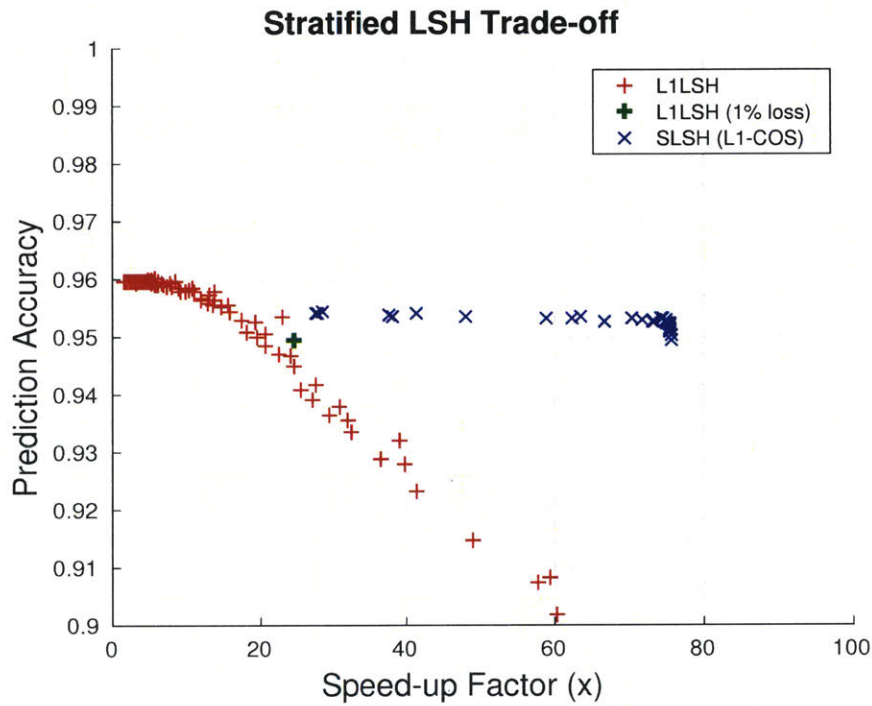 Stratified LSH Trade-off
1
0.99
0.98
0.97
0.96
0.95
0.94
0.93
0.92
0.91
0.9
Prediction Accuracy
L1LSH
L1LSH (1% loss)
SLSH (L1-COS)
0 20 40 60 80 100
Speed-up Factor (x)